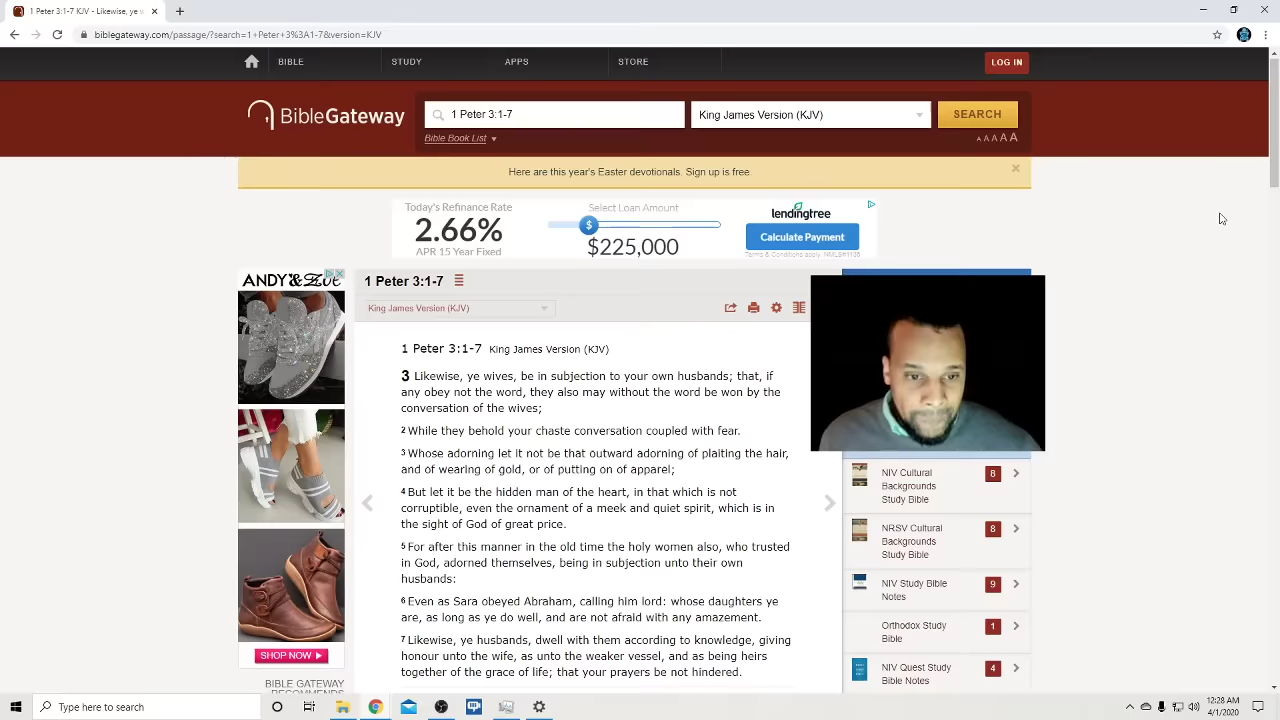 1 Peter 3:1-7 KJV - Likewise, ye w
biblegateway.com/passage/?search=1+Peter+3%3A1-7&version=KJV
BIBLE STUDY APPS STORE LOG IN
BibleGateway
1 Peter 3:1-7
King James Version (KJV)
SEARCH
Bible Book List
A A A A A
Here are this year's Easter devotionals. Sign up is free.
Today's Refinance Rate
2.66%
APR 15 Year Fixed
Select Loan Amount
$
$225,000
lendingtree
Calculate Payment
Terms & Conditions apply. NMLS#1136
ANDY & Zoe
SHOP NOW
BIBLE GATEWAY
RECOMMENDS
1 Peter 3:1-7
King James Version (KJV)
1 Peter 3:1-7 King James Version (KJV)
3 Likewise, ye wives, be in subjection to your own husbands; that, if
any obey not the word, they also may without the word be won by the
conversation of the wives;
2 While they behold your chaste conversation coupled with fear.
3 Whose adorning let it not be that outward adorning of plaiting the hair,
and of wearing of gold, or of putting on of apparel;
4 But let it be the hidden man of the heart, in that which is not
corruptible, even the ornament of a meek and quiet spirit, which is in
the sight of God of great price.
5 For after this manner in the old time the holy women also, who trusted
in God, adorned themselves, being in subjection unto their own
husbands:
6 Even as Sara obeyed Abraham, calling him lord: whose daughters ye
are, as long as ye do well, and are not afraid with any amazement.
7 Likewise, ye husbands, dwell with them according to knowledge, giving
honour unto the wife, as unto the weaker vessel, and as being heirs
together of the grace of life; that your prayers be not hindered.
NIV Cultural
Backgrounds
Study Bible
8
NRSV Cultural
Backgrounds
Study Bible
8
NIV Study Bible
Notes
9
Orthodox Study
Bible
1
NIV Quest Study
Bible Notes
4
Type here to search
12:28 AM
4/1/2020